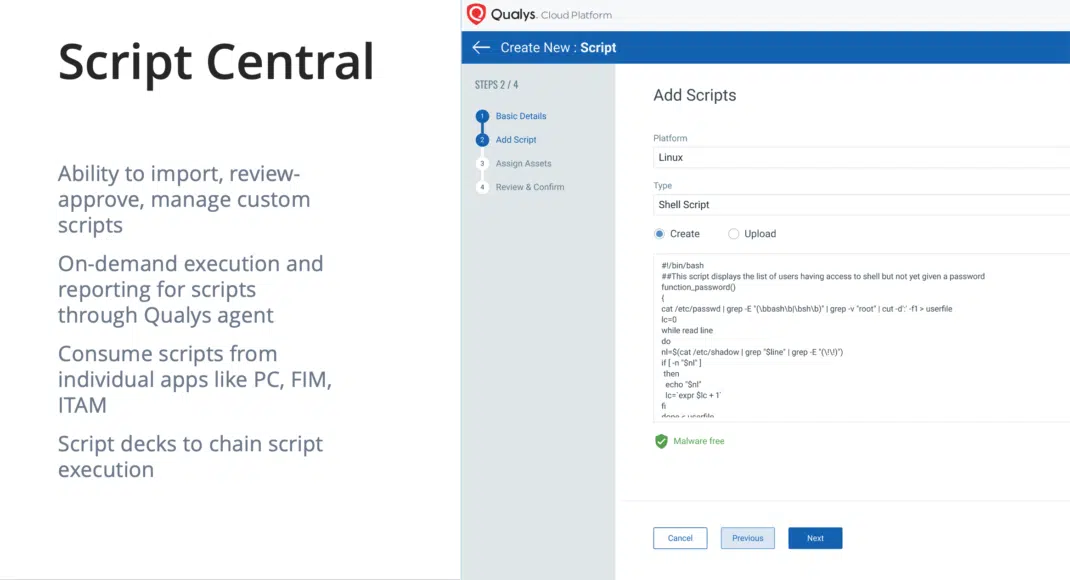 Script Central
Ability to import, review-
approve, manage custom
scripts
On-demand execution and
reporting for scripts
through Qualys agent
Consume scripts from
individual apps like PC, FIM,
ITAM
Script decks to chain script
execution
Qualys. Cloud Platform
Create New : Script
STEPS 2 / 4
1 Basic Details
2 Add Script
3 Assign Assets
4 Review & Confirm
Add Scripts
Platform
Linux
Type
Shell Script
Create Upload
#!/bin/bash
##This script displays the list of users having access to shell but not yet given a password
function_password()
{
cat /etc/passwd | grep -E "(\bbash\b|\bsh\b)" | grep -v "root" | cut -d':' -f1 > userfile
lc=0
while read line
do
nl=$(cat /etc/shadow | grep "$line" | grep -E "(\!\!)")
if [ -n "$nl" ]
then
echo "$nl"
lc=`expr $lc + 1`
fi
done < userfile
Malware free
Cancel Previous Next